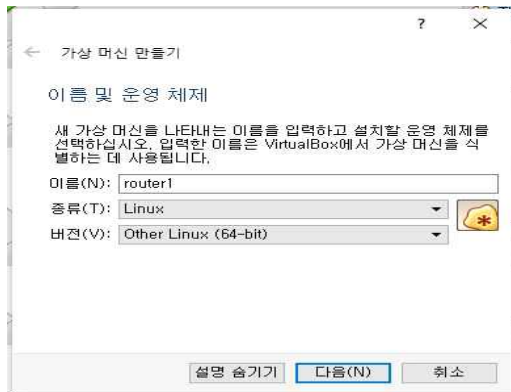 ?
가상 머신 만들기
이름 및 운영 체제
새 가상 머신을 나타내는 이름을 입력하고 설치할 운영 체제를
선택하십시오. 입력한 이름은 VirtualBox에서 가상 머신을 식
별하는 데 사용됩니다.
이름(N): router1
종류(T): Linux
버전(V): Other Linux (64-bit)
설명 숨기기 다음(N) 취소